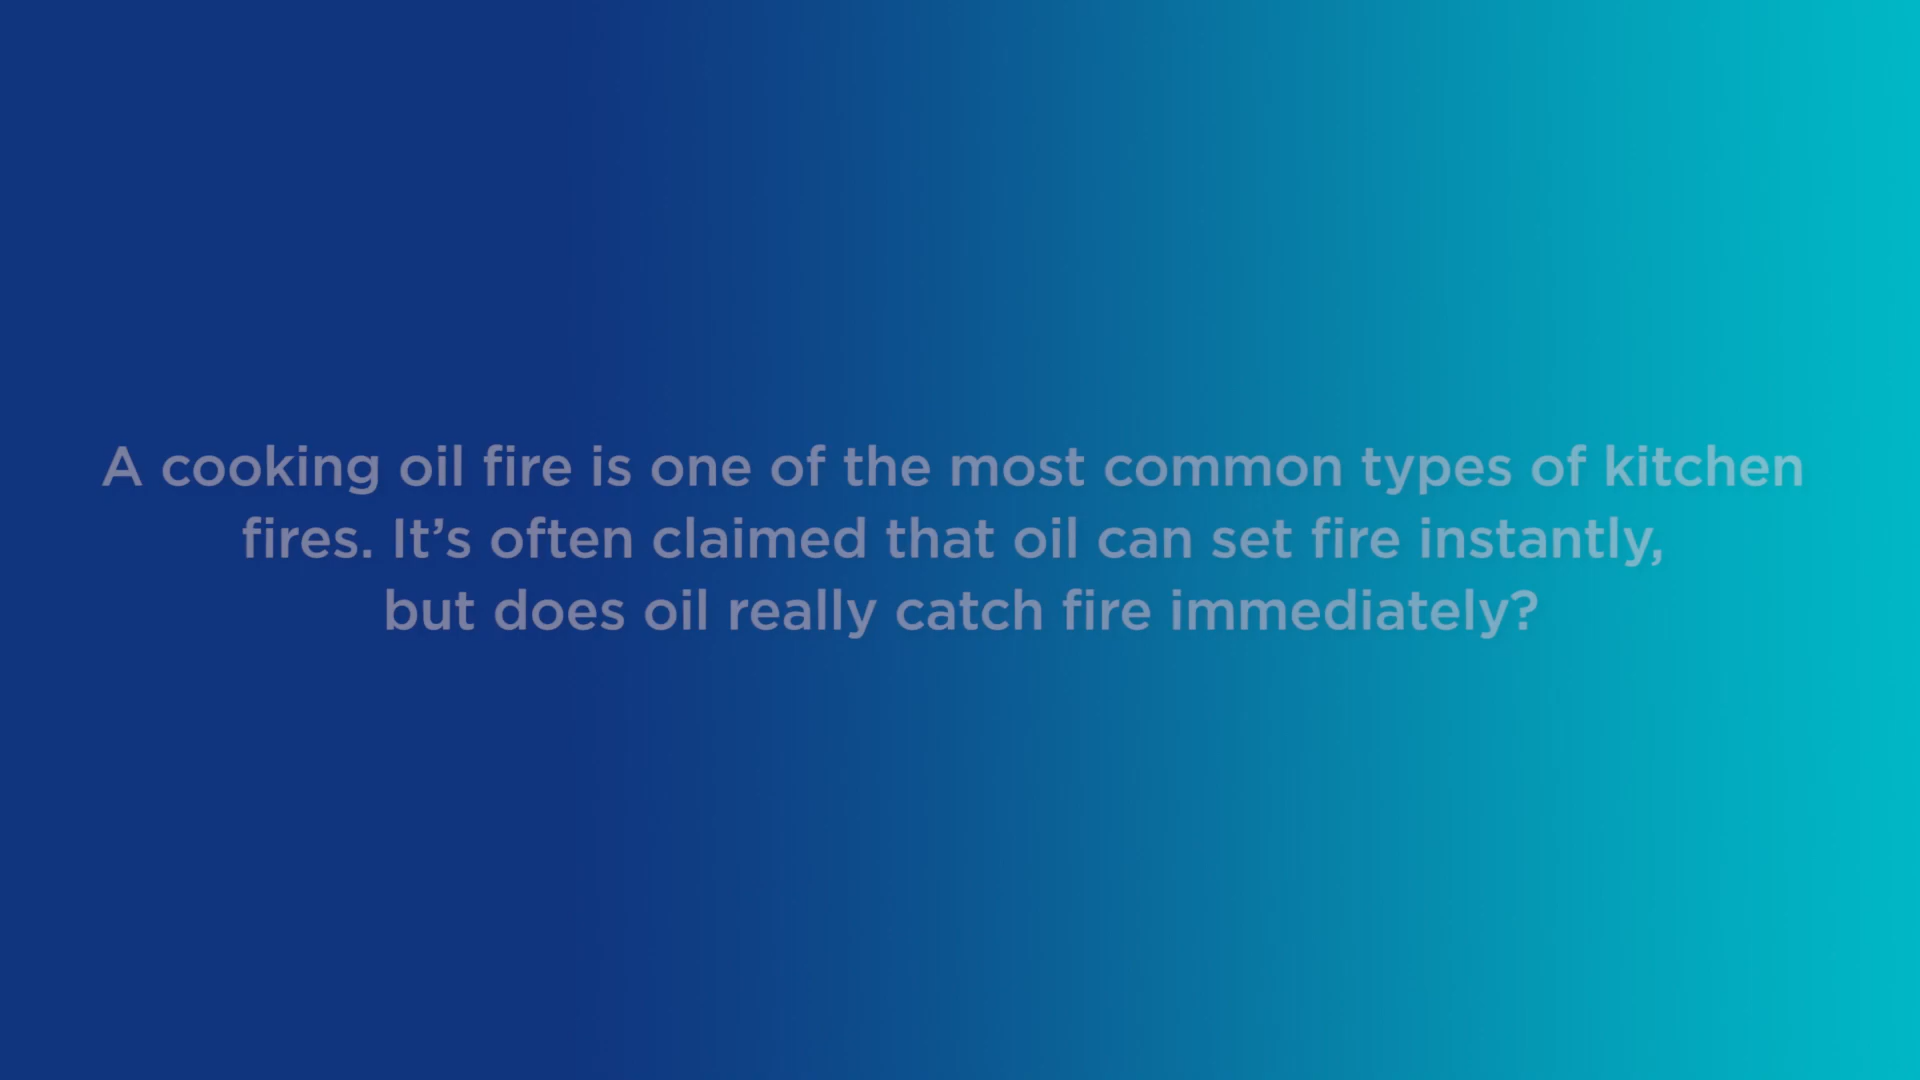 A cooking oil fire is one of the most common types of kitchen
fires. It’s often claimed that oil can set fire instantly,
but does oil really catch fire immediately?